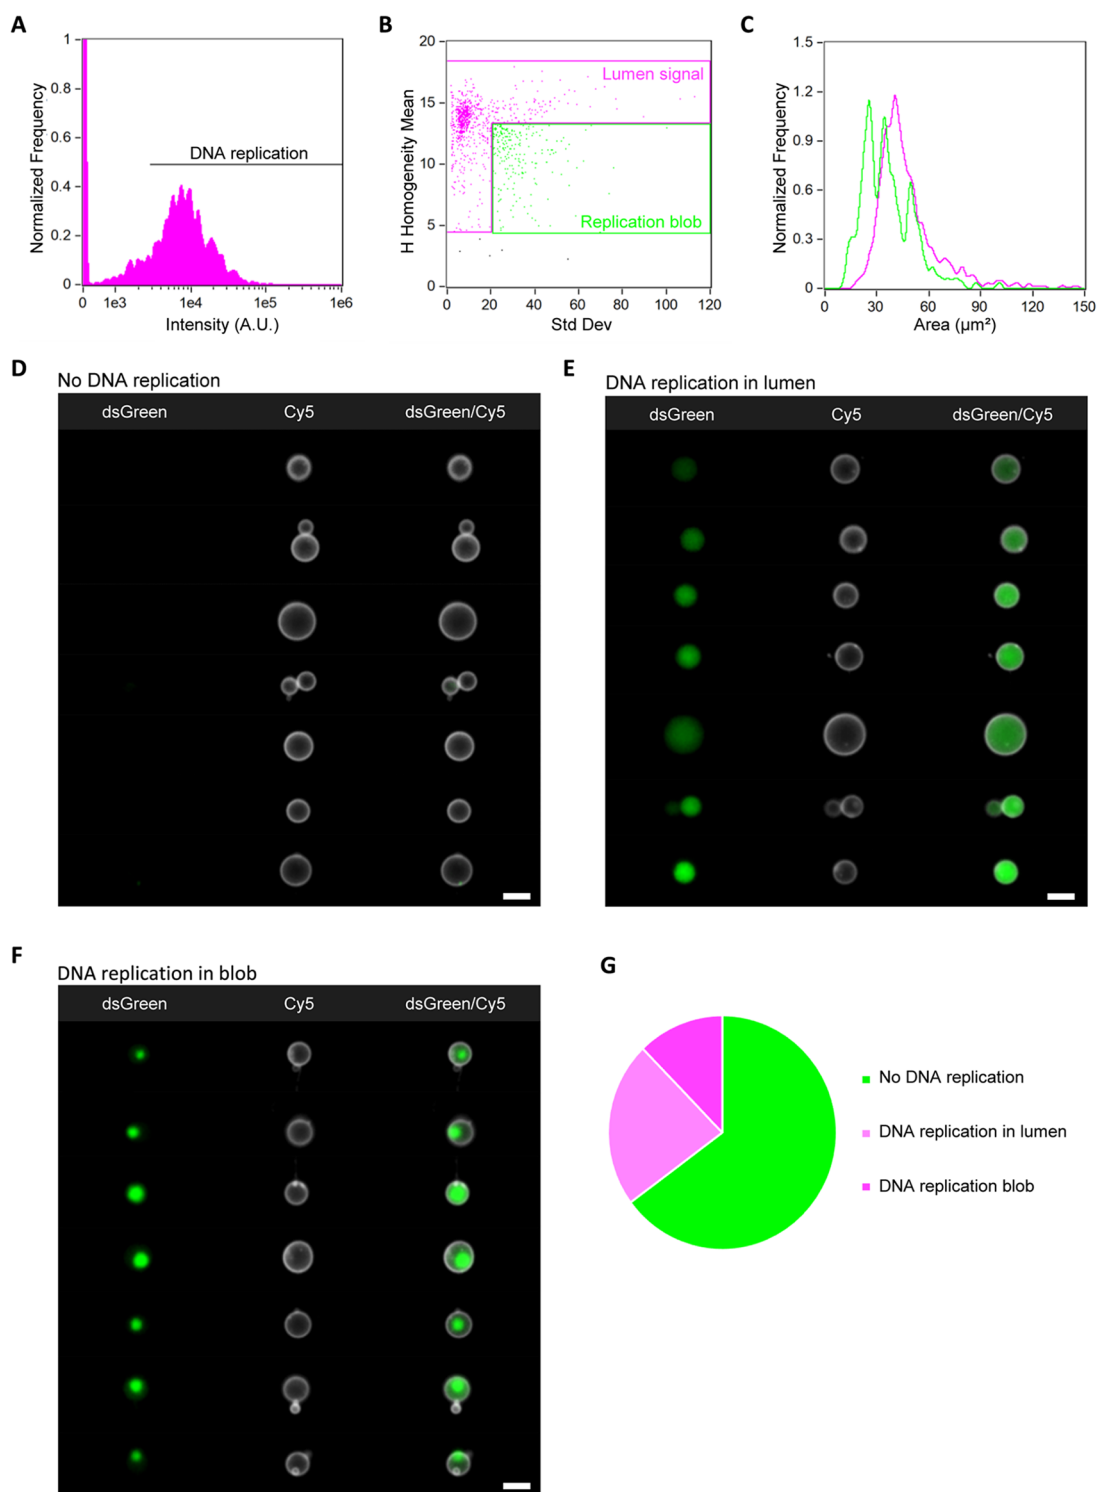 A
B
C
1
0.8
0.6
0.4
0.2
0
Normalized Frequency
DNA replication
0 1e3 1e4 1e5 1e6
Intensity (A.U.)
20
15
10
5
0
H Homogeneity Mean
Lumen signal
Replication blob
0 20 40 60 80 100 120
Std Dev
1.5
1.2
0.9
0.6
0.3
0
Normalized Frequency
0 30 60 90 120 150
Area (µm²)
D
No DNA replication
dsGreen Cy5 dsGreen/Cy5
E
DNA replication in lumen
dsGreen Cy5 dsGreen/Cy5
F
DNA replication in blob
dsGreen Cy5 dsGreen/Cy5
G
No DNA replication
DNA replication in lumen
DNA replication blob